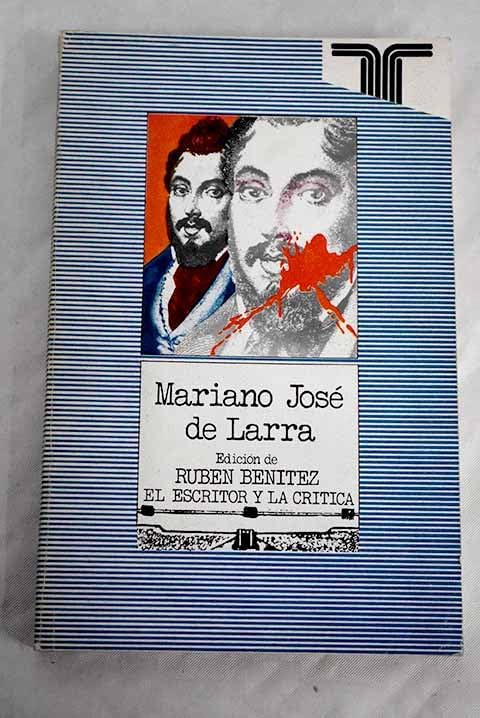 Mariano José
de Larra
Edición de
RUBEN BENITEZ
EL ESCRITOR Y LA CRITICA